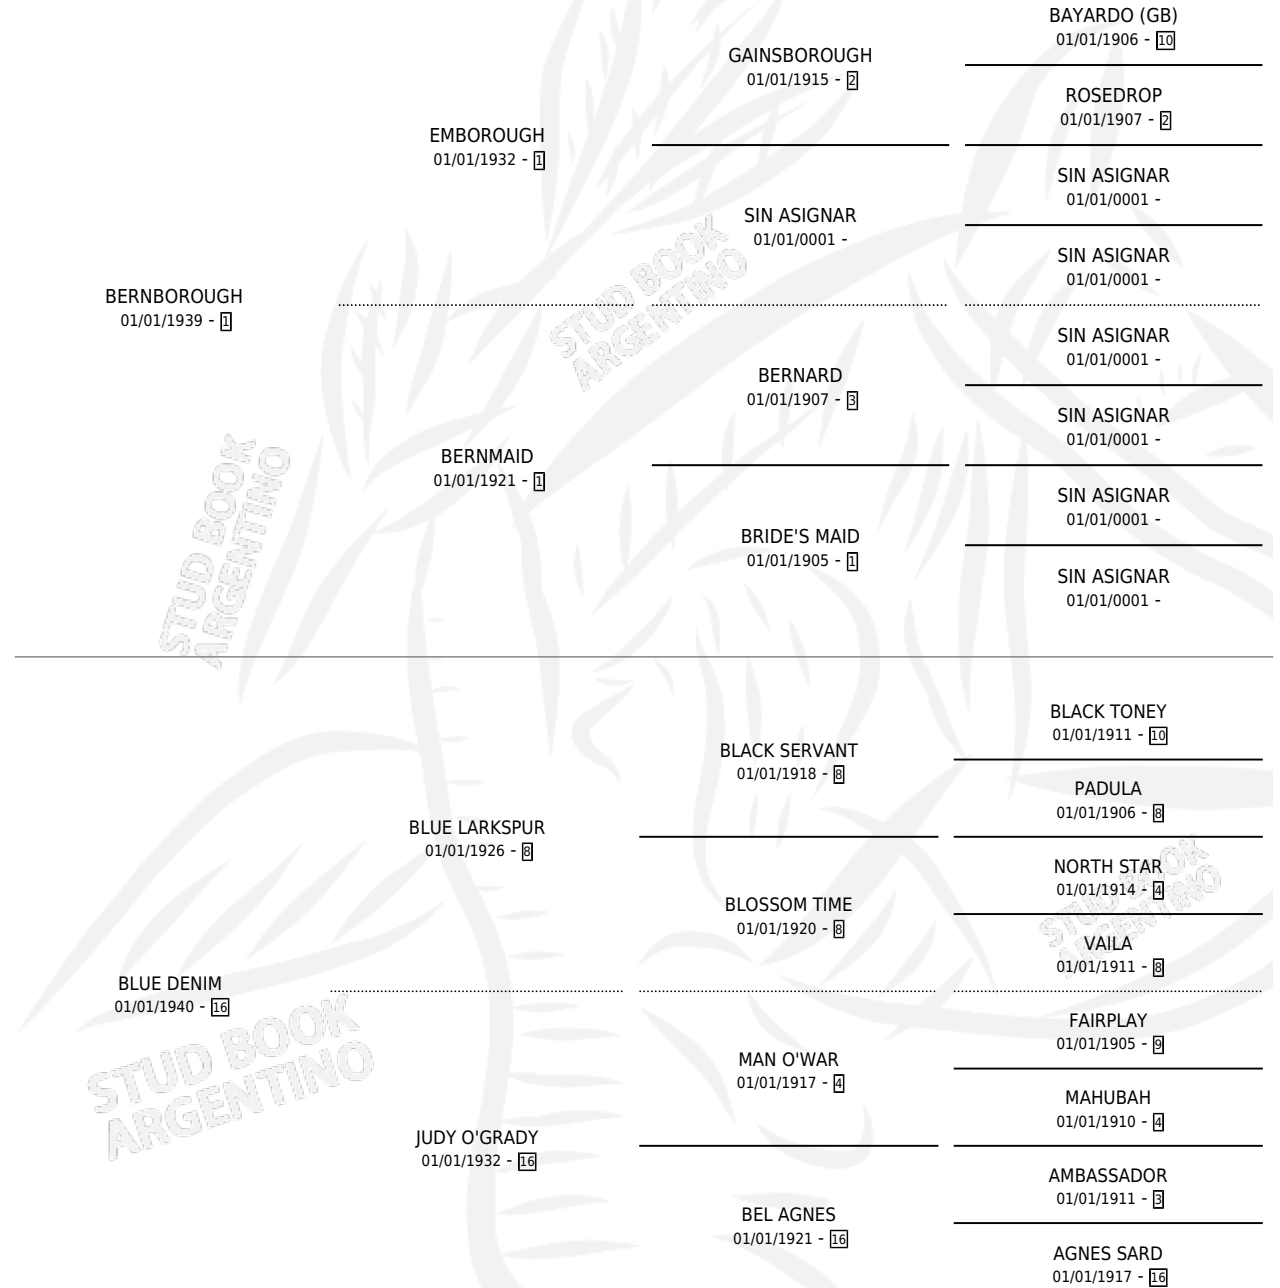 BAYARDO (GB)
01/01/1906 - 10
GAINSBOROUGH
01/01/1915 - 2
ROSEDROP
01/01/1907 - 2
EMBOROUGH
01/01/1932 - 1
SIN ASIGNAR
01/01/0001 -
SIN ASIGNAR
01/01/0001 -
SIN ASIGNAR
01/01/0001 -
BERNBOROUGH
01/01/1939 - 1
SIN ASIGNAR
01/01/0001 -
BERNARD
01/01/1907 - 3
SIN ASIGNAR
01/01/0001 -
BERNMAID
01/01/1921 - 1
SIN ASIGNAR
01/01/0001 -
BRIDE'S MAID
01/01/1905 - 1
SIN ASIGNAR
01/01/0001 -
STUD BOOK
ARGENTINO
STUD BOOK
ARGENTINO
BLACK TONEY
01/01/1911 - 10
BLACK SERVANT
01/01/1918 - 8
PADULA
01/01/1906 - 8
BLUE LARKSPUR
01/01/1926 - 8
NORTH STAR
01/01/1914 - 4
BLOSSOM TIME
01/01/1920 - 8
VAILA
01/01/1911 - 8
BLUE DENIM
01/01/1940 - 16
FAIRPLAY
01/01/1905 - 9
MAN O'WAR
01/01/1917 - 4
MAHUBAH
01/01/1910 - 4
JUDY O'GRADY
01/01/1932 - 16
AMBASSADOR
01/01/1911 - 3
BEL AGNES
01/01/1921 - 16
AGNES SARD
01/01/1917 - 16
STUD BOOK
ARGENTINO
STUD BOOK
ARGENTINO